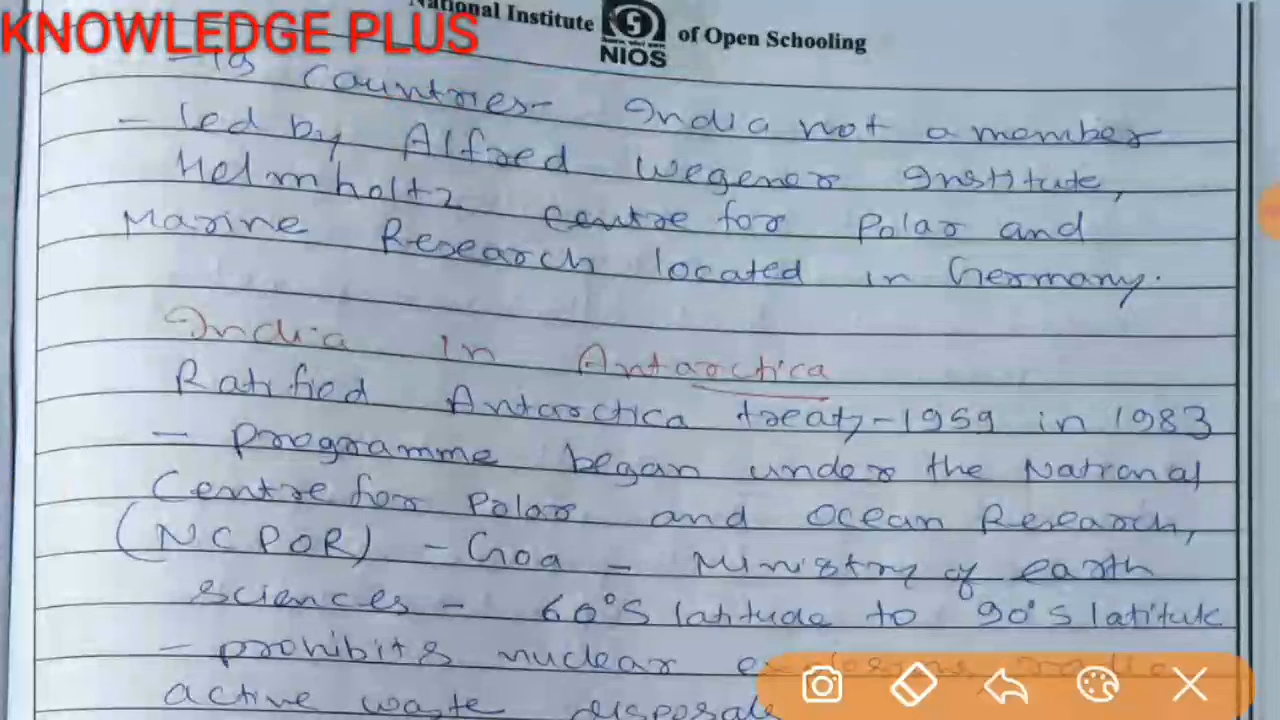 KNOWLEDGE PLUS
National Institute of Open Schooling
NIOS
- 19 countries- India not a member
- led by Alfred Wegener Institute,
Helmholtz centre for Polar and
Marine Research located in Germany.
India in Antarctica
Ratified Antarctica treaty-1959 in 1983
- programme began under the National
Centre for Polar and Ocean Research,
(NCPOR) - Goa - Ministry of earth
sciences - 60°S latitude to 90°S latitute
- prohibits nuclear
active waste disposal